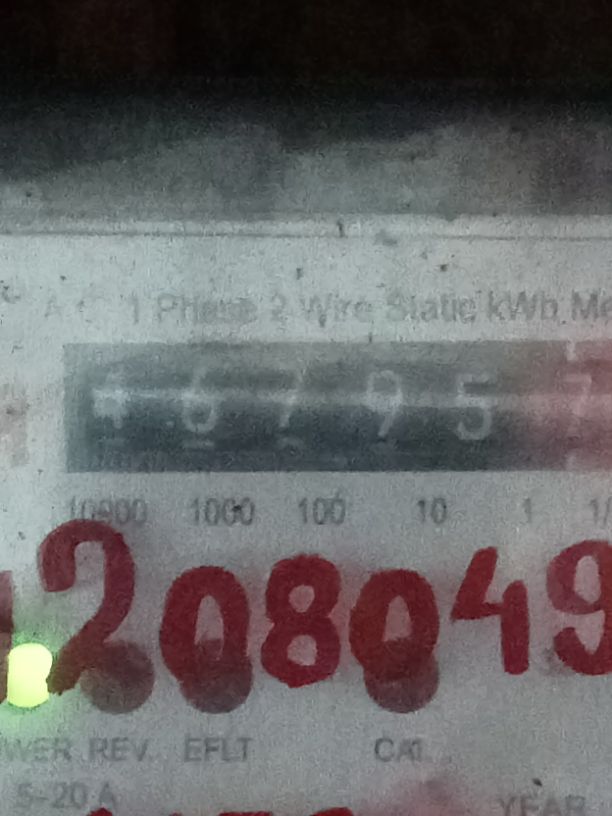 1 Phase 2 Wire Static kWh Me
4 6 7 9 5 7
10000 1000 100 10 1 1/
208049
WER REV EFLT CAL
5-20 A
YEAR